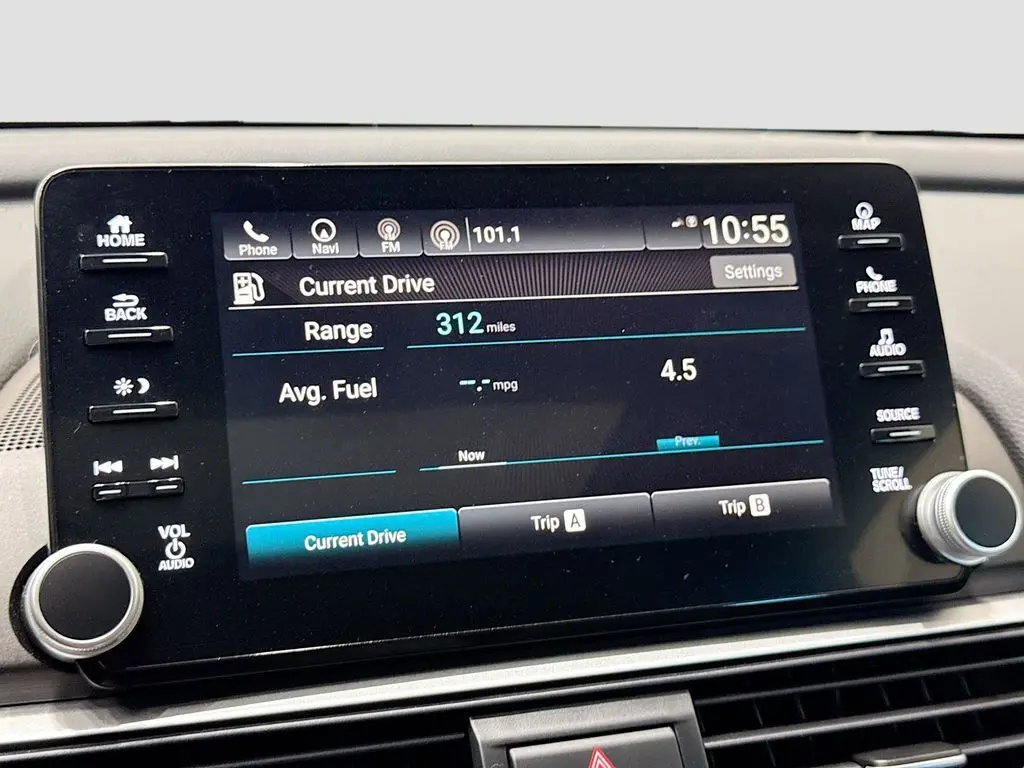 HOME
BACK
VOL
AUDIO
Phone
Navi
FM
FM
101.1
10:55
Current Drive
Settings
Range
312 miles
Avg. Fuel
--.- mpg
4.5
Now
Prev.
Current Drive
Trip A
Trip B
MAP
PHONE
AUDIO
SOURCE
TUNE/
SCROLL